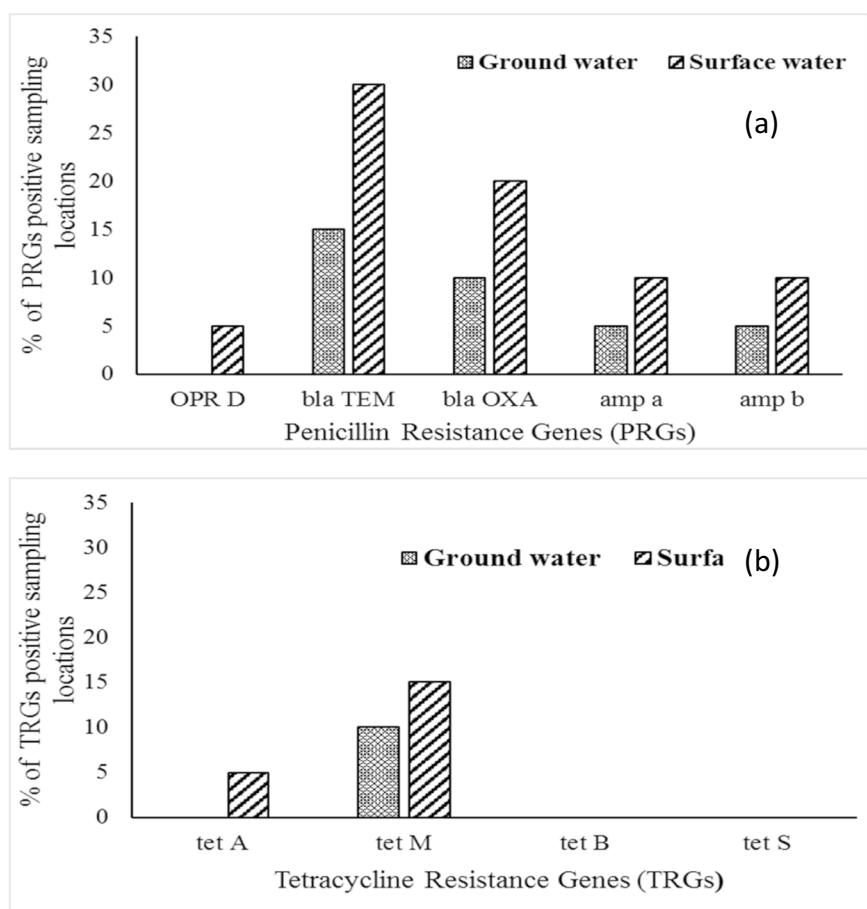 35
30
25
20
15
10
5
0
% of PRGs positive sampling
locations
Ground water Surface water
(a)
OPR D bla TEM bla OXA amp a amp b
Penicillin Resistance Genes (PRGs)
35
30
25
20
15
10
5
0
% of TRGs positive sampling
locations
Ground water Surfa (b)
tet A tet M tet B tet S
Tetracycline Resistance Genes (TRGs)